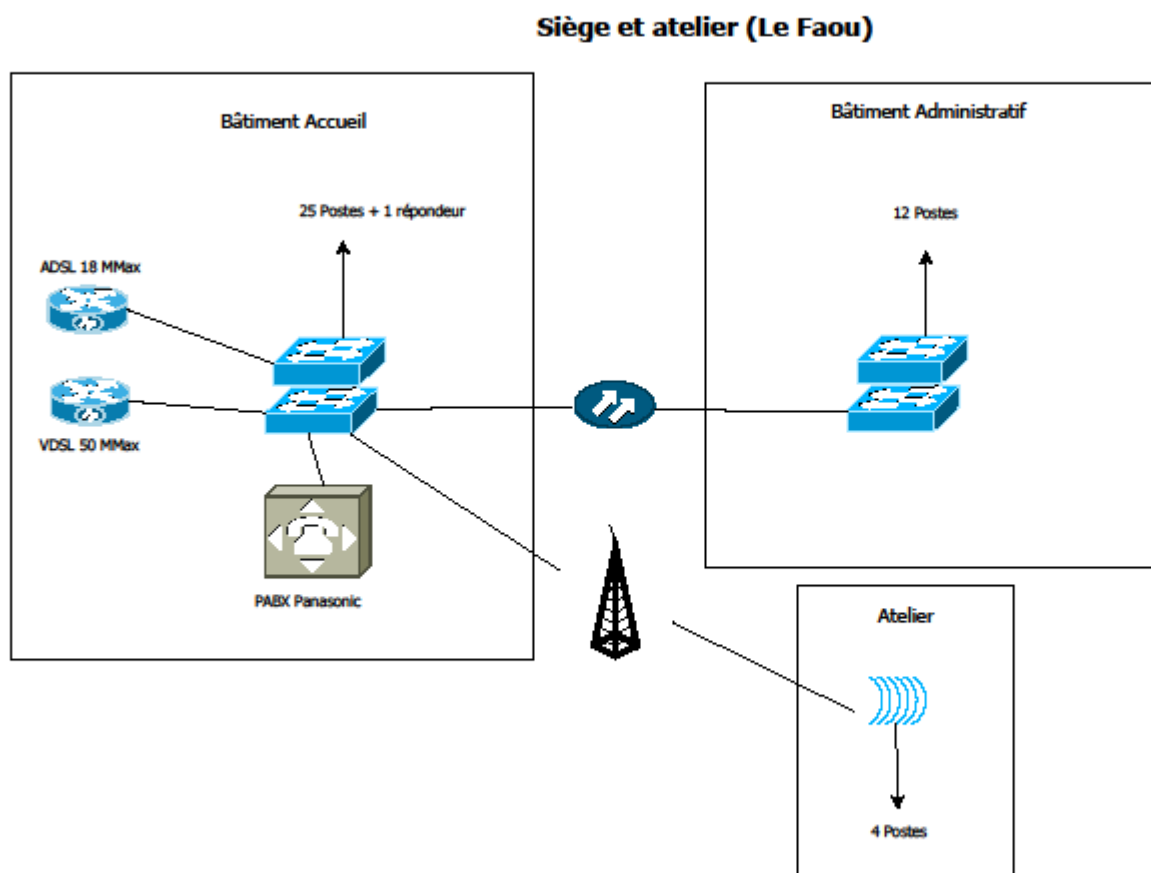 Siège et atelier (Le Faou)
Bâtiment Accueil
Bâtiment Administratif
25 Postes + 1 répondeur
12 Postes
ADSL 18 MMax
VDSL 50 MMax
PABX Panasonic
Atelier
4 Postes